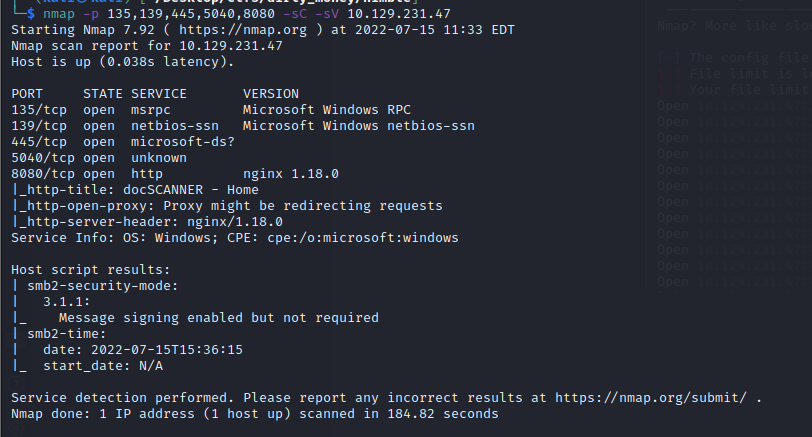 └─$ nmap -p 135,139,445,5040,8080 -sC -sV 10.129.231.47
Starting Nmap 7.92 ( https://nmap.org ) at 2022-07-15 11:33 EDT
Nmap scan report for 10.129.231.47
Host is up (0.038s latency).

PORT     STATE SERVICE       VERSION
135/tcp  open  msrpc         Microsoft Windows RPC
139/tcp  open  netbios-ssn   Microsoft Windows netbios-ssn
445/tcp  open  microsoft-ds?
5040/tcp open  unknown
8080/tcp open  http          nginx 1.18.0
|_http-title: docSCANNER - Home
|_http-open-proxy: Proxy might be redirecting requests
|_http-server-header: nginx/1.18.0
Service Info: OS: Windows; CPE: cpe:/o:microsoft:windows

Host script results:
| smb2-security-mode:
|   3.1.1:
|_    Message signing enabled but not required
| smb2-time:
|   date: 2022-07-15T15:36:15
|_  start_date: N/A

Service detection performed. Please report any incorrect results at https://nmap.org/submit/ .
Nmap done: 1 IP address (1 host up) scanned in 184.82 seconds
Nmap? More like slo
The config file
File limit is l
Your file limit
Open
Open
Open
Open
Open
Open
Open
Open
Open
Open
Open
Open